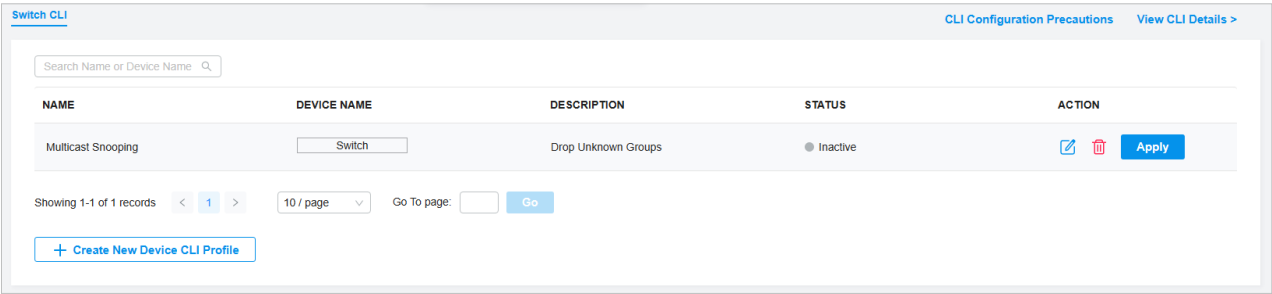 Switch CLI
CLI Configuration Precautions View CLI Details >
Search Name or Device Name
NAME DEVICE NAME DESCRIPTION STATUS ACTION
Multicast Snooping Switch Drop Unknown Groups Inactive Apply
Showing 1-1 of 1 records < 1 > 10 / page Go To page: Go
+ Create New Device CLI Profile